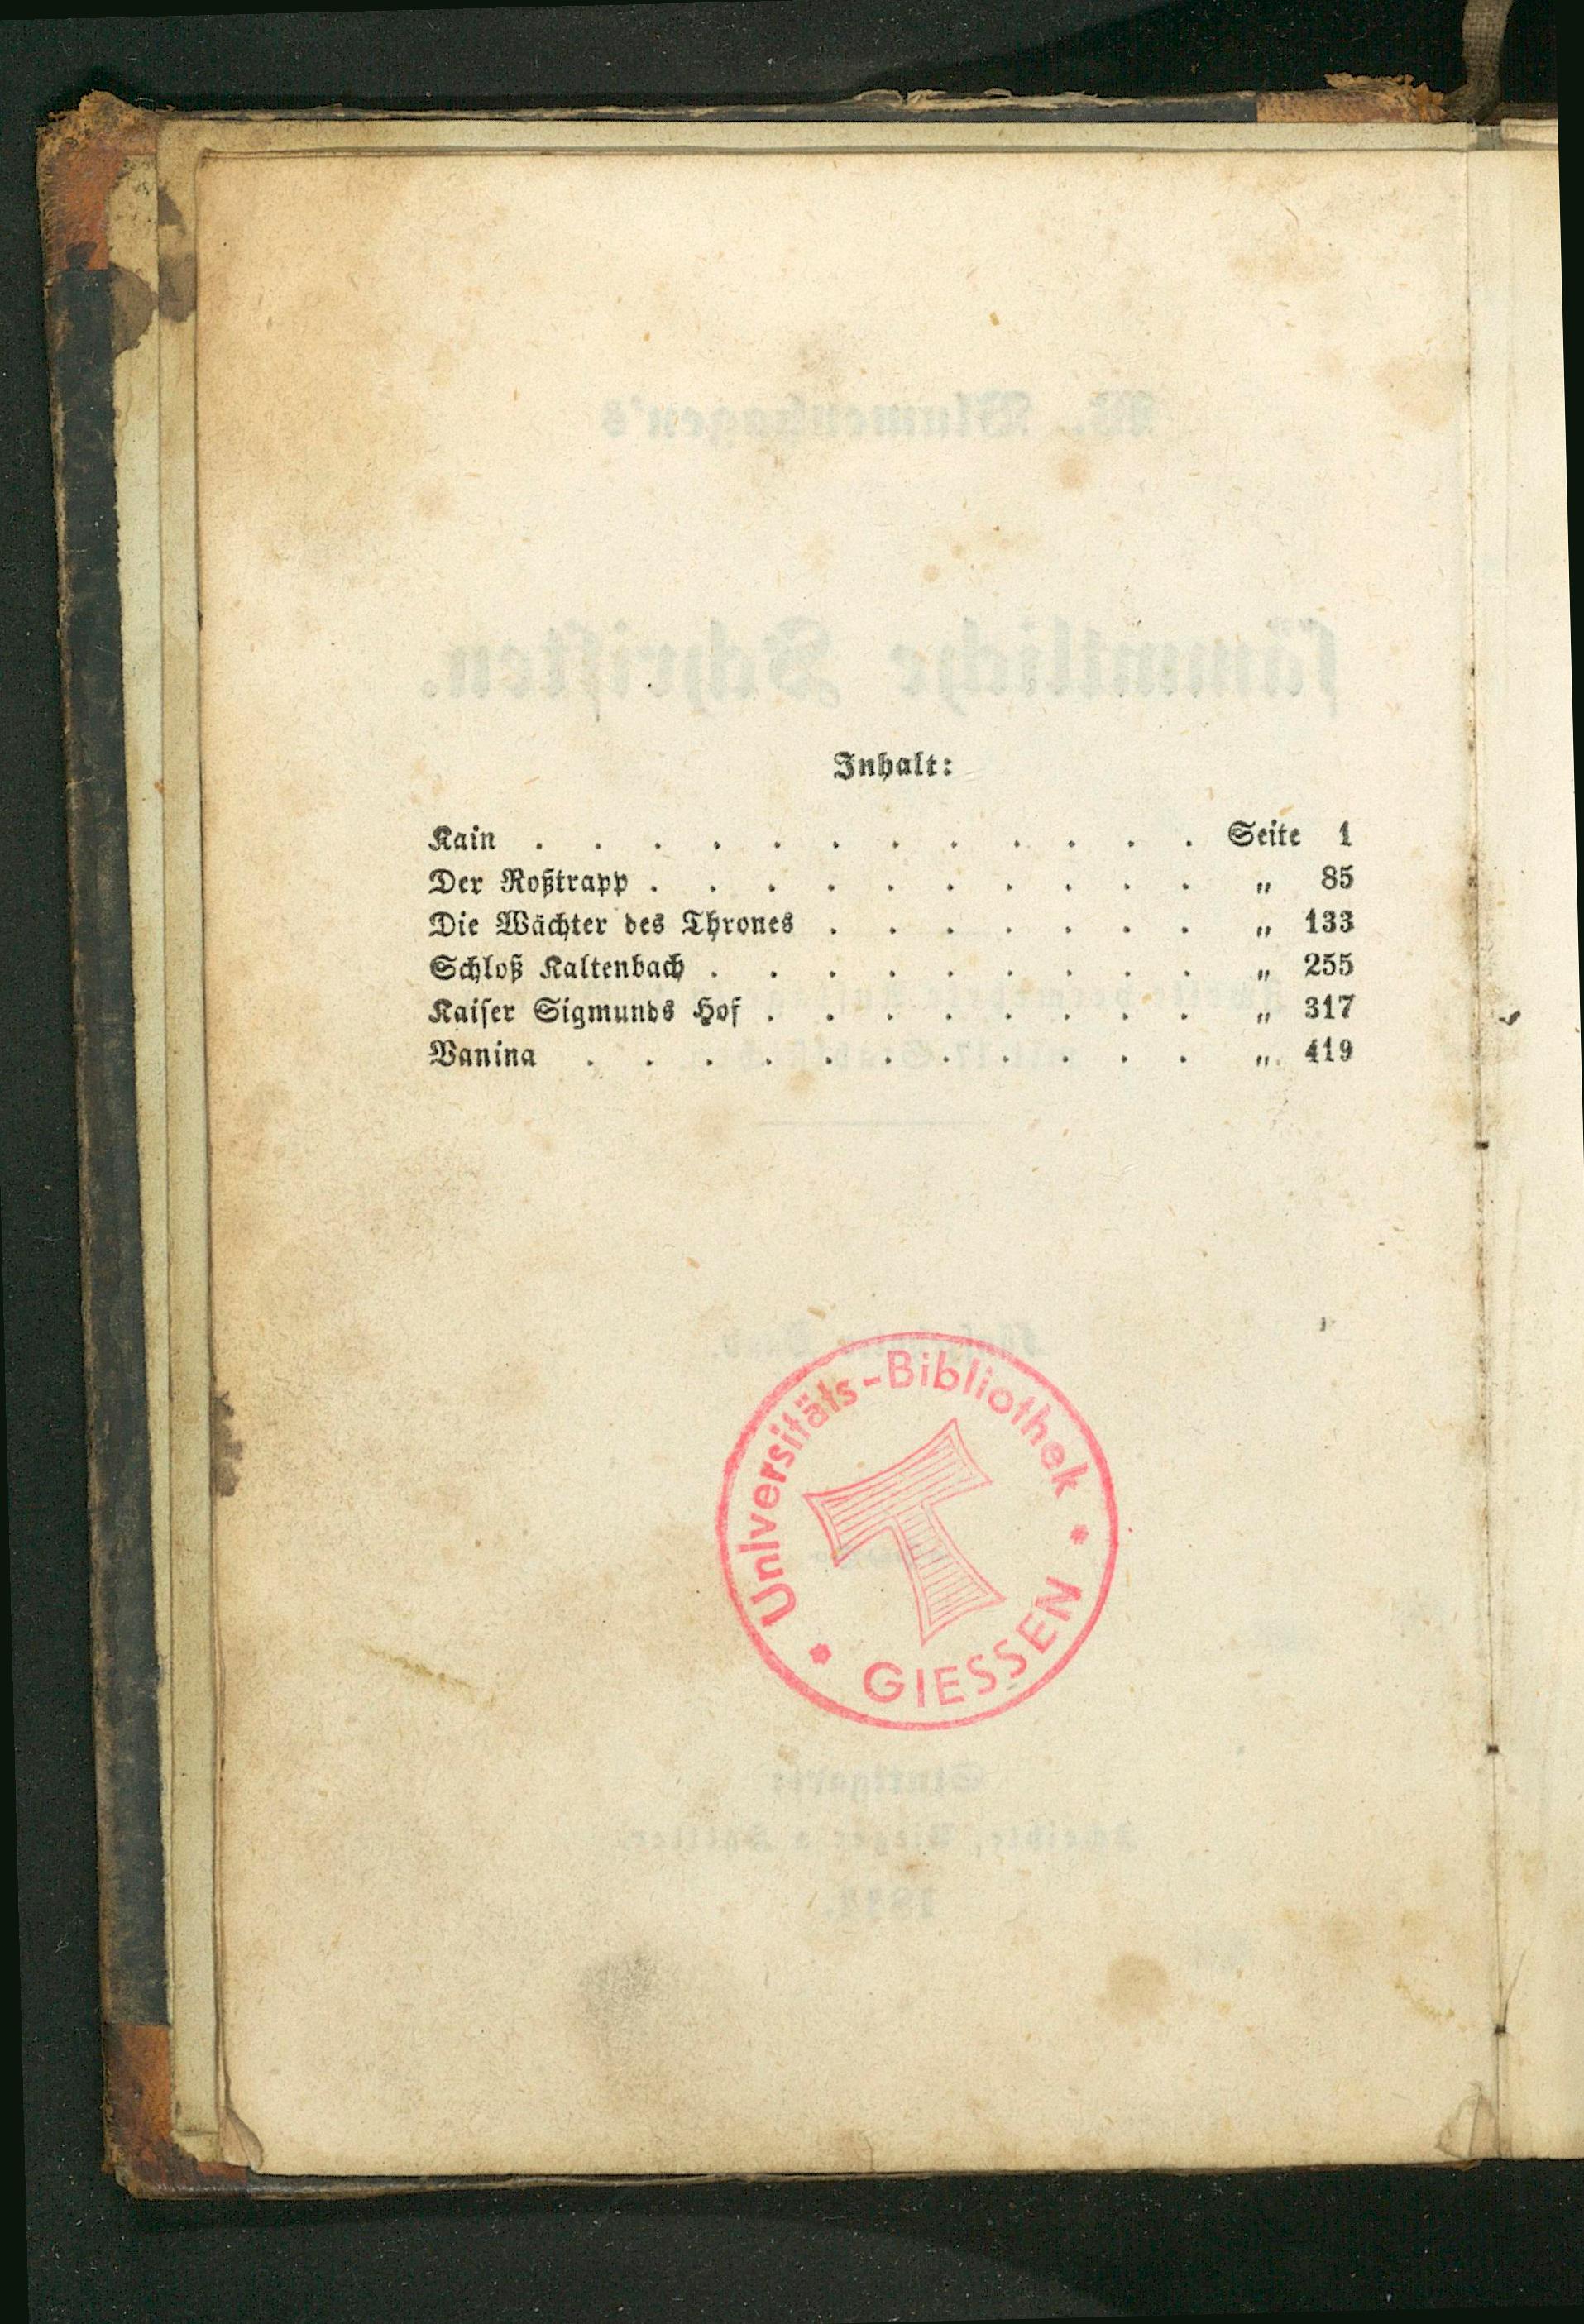 Inhalt:
Kain . . . . . . . . . . . . Seite 1
Der Roßtrapp . . . . . . . . . . „ 85
Die Wächter des Thrones . . . . . . . „ 133
Schloß Kaltenbach . . . . . . . . . „ 255
Kaiser Sigmunds Hof . . . . . . . . „ 317
Vanina . . . . . . . . . . . „ 419
Universitäts-Bibliothek
GIESSEN